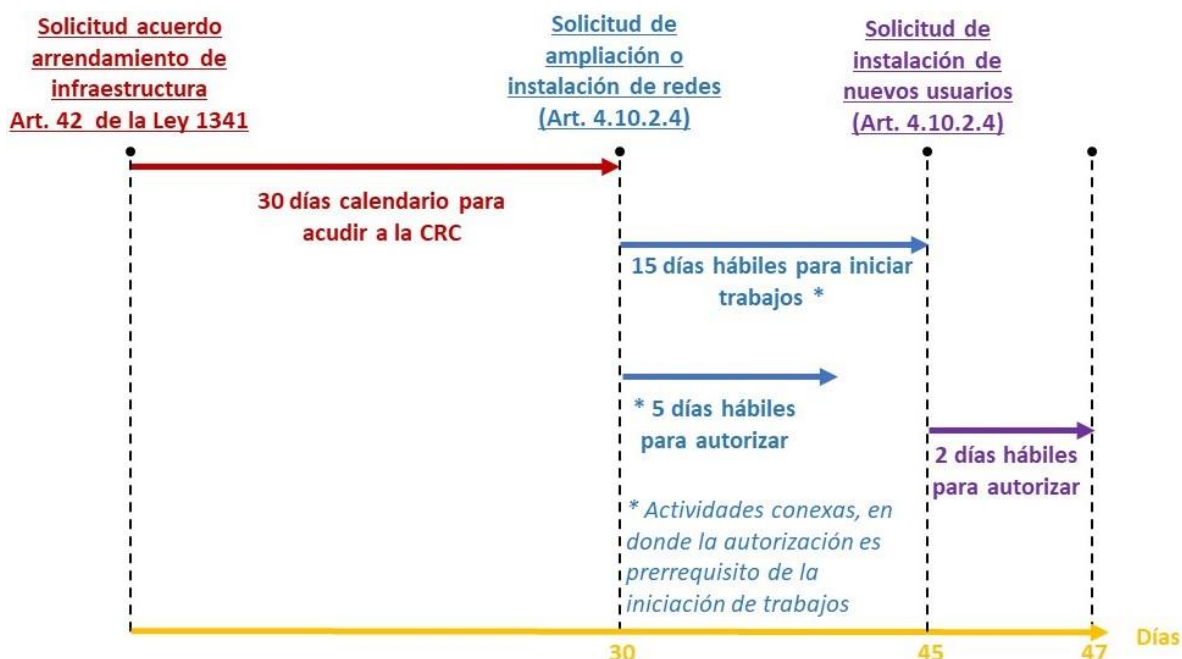 Solicitud acuerdo
arrendamiento de
infraestructura
Art. 42 de la Ley 1341
Solicitud de
ampliación o
instalación de redes
(Art. 4.10.2.4)
Solicitud de
instalación de
nuevos usuarios
(Art. 4.10.2.4)
30 días calendario para
acudir a la CRC
15 días hábiles para iniciar
trabajos *
* 5 días hábiles
para autorizar
2 días hábiles
para autorizar
* Actividades conexas, en
donde la autorización es
prerrequisito de la
iniciación de trabajos
Días
30
45
47